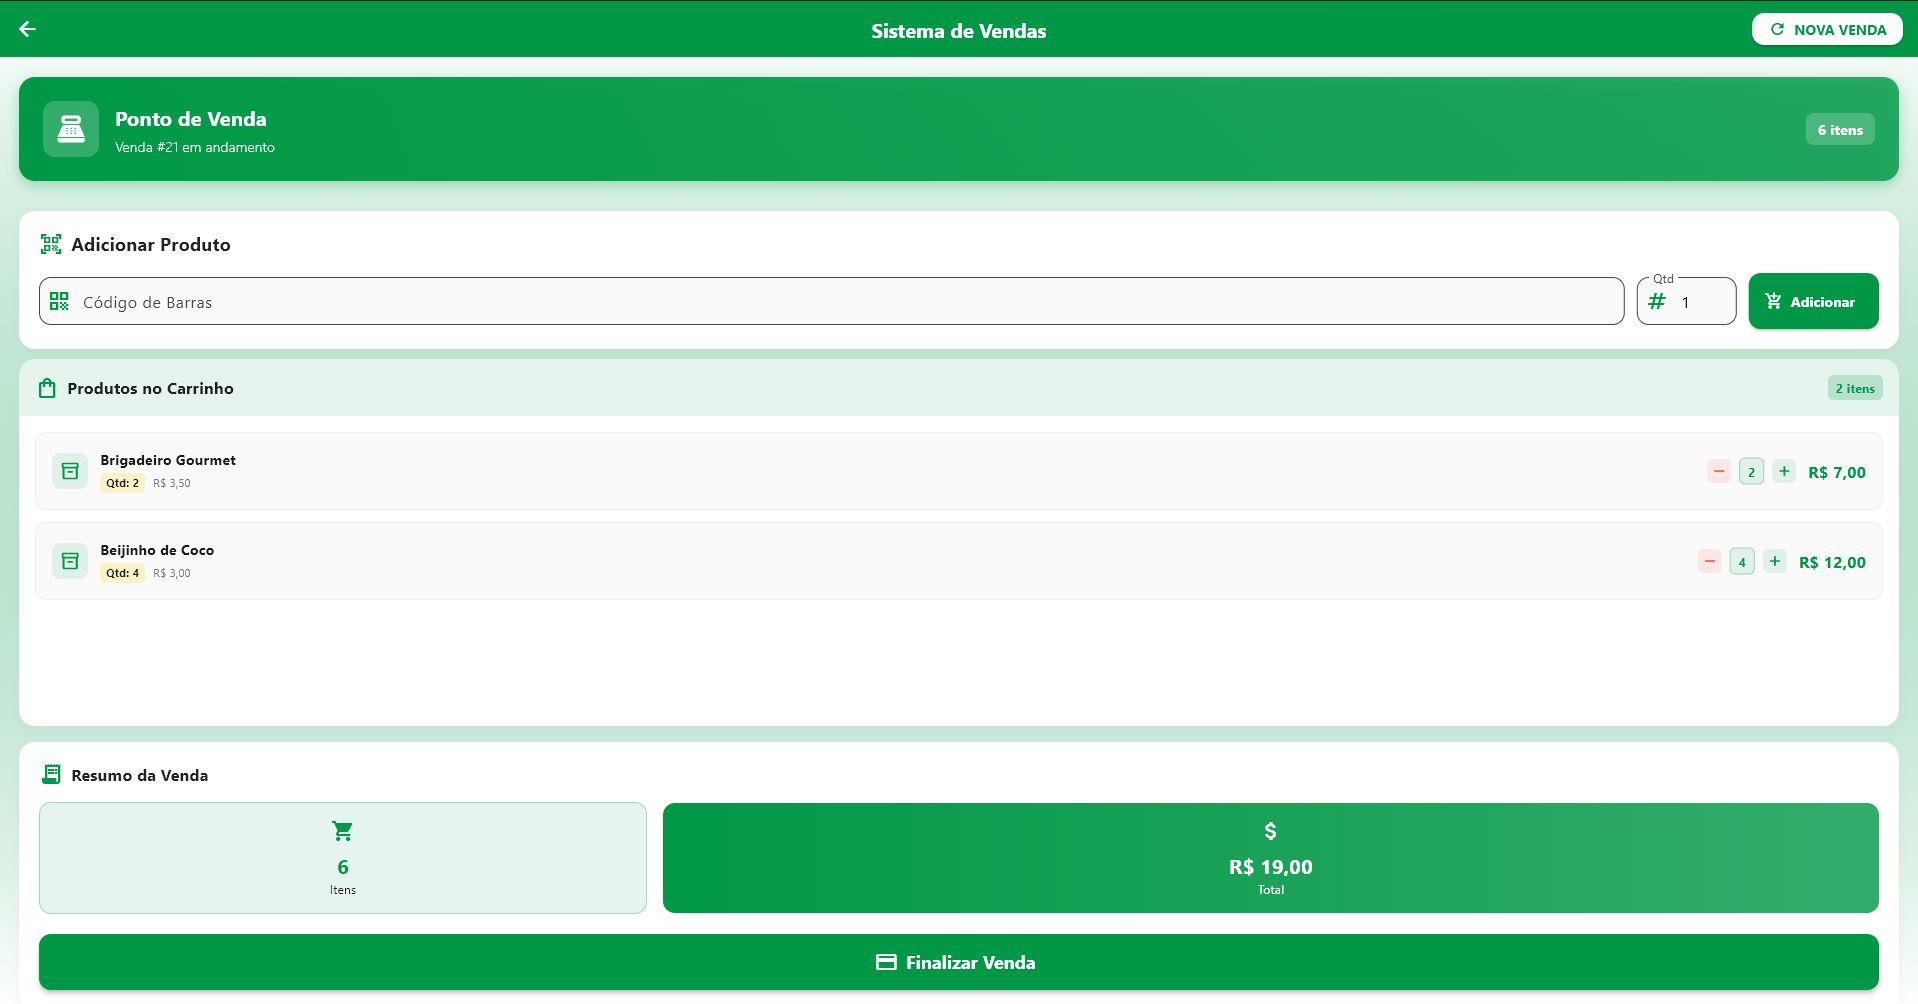 Sistema de Vendas
NOVA VENDA
Ponto de Venda
Venda #21 em andamento
6 itens
Adicionar Produto
Código de Barras
Qtd
# 1
Adicionar
Produtos no Carrinho
2 itens
Brigadeiro Gourmet
Qtd: 2 R$ 3,50
− 2 + R$ 7,00
Beijinho de Coco
Qtd: 4 R$ 3,00
− 4 + R$ 12,00
Resumo da Venda
6
Itens
$
R$ 19,00
Total
Finalizar Venda